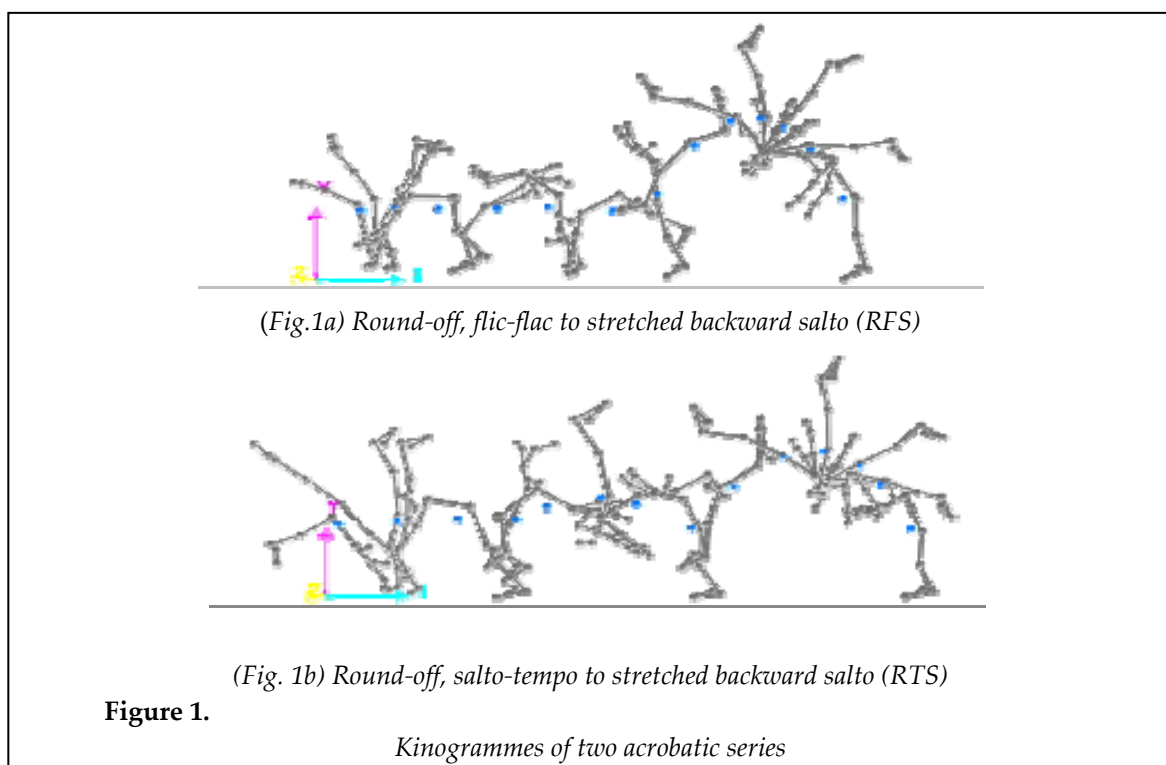 (Fig.1a) Round-off, flic-flac to stretched backward salto (RFS)
(Fig. 1b) Round-off, salto-tempo to stretched backward salto (RTS)
Figure 1.
Kinogrammes of two acrobatic series